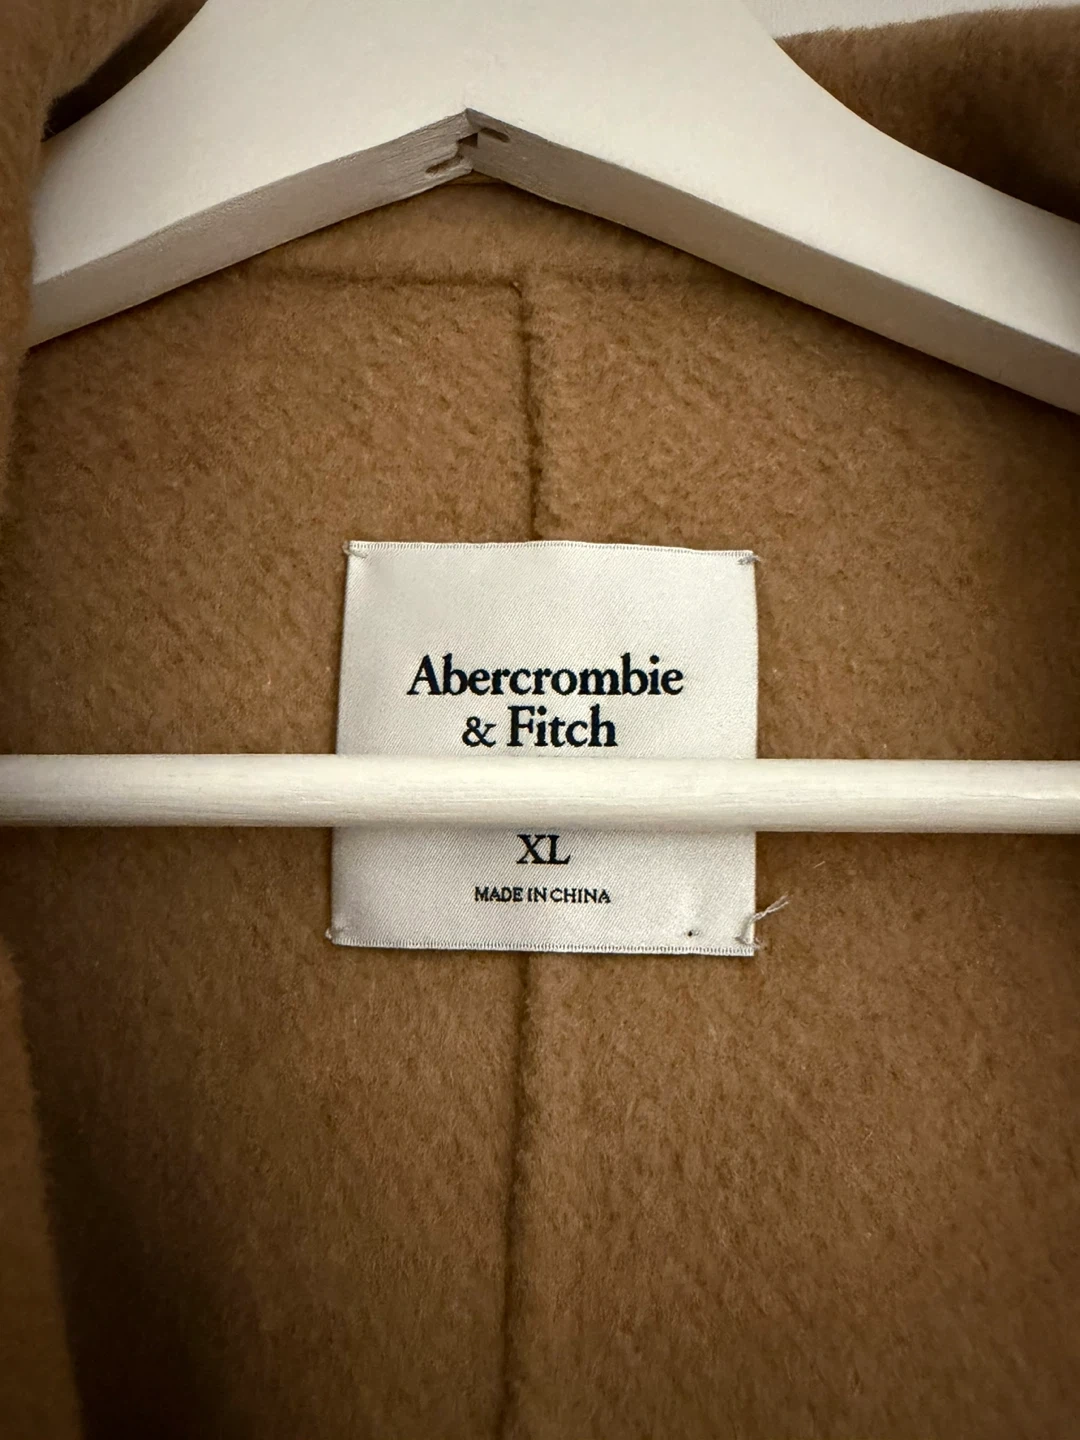 Abercrombie
& Fitch
XL
MADE IN CHINA